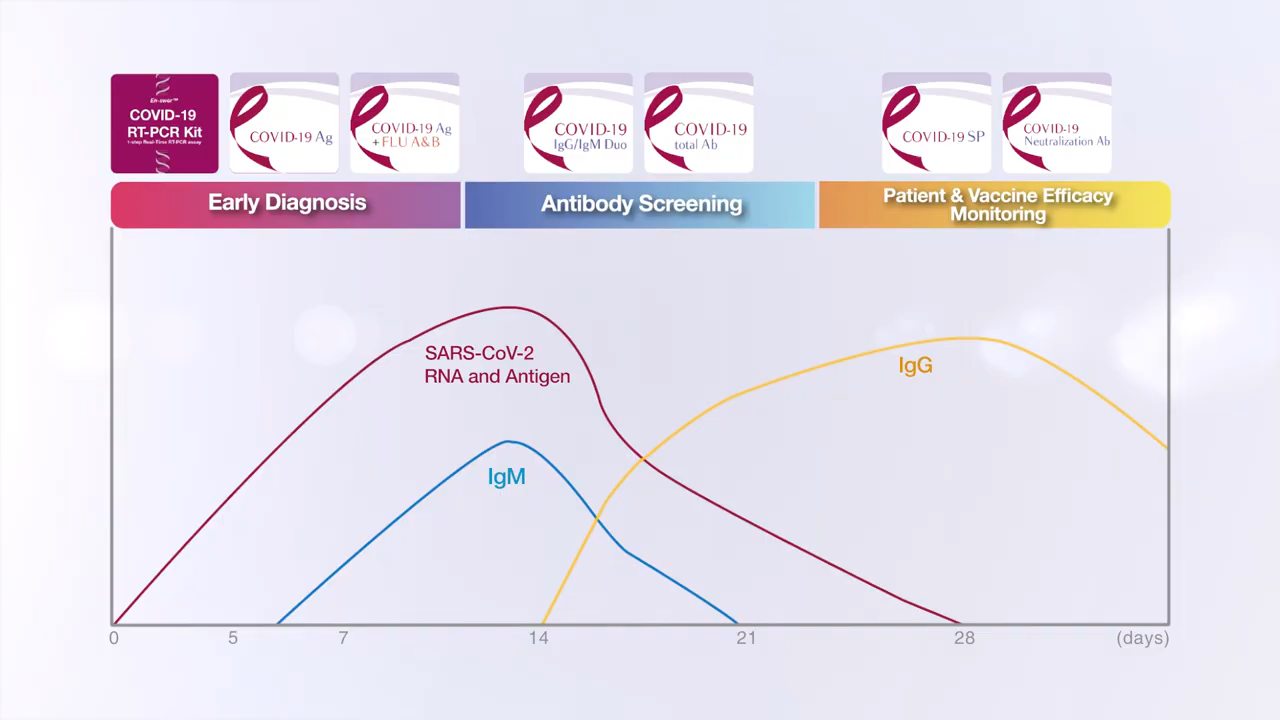 En-swer™
COVID-19
RT-PCR Kit
1-step Real-Time RT-PCR assay
COVID-19 Ag
COVID-19 Ag
+FLU A&B
COVID-19
IgG/IgM Duo
COVID-19
total Ab
COVID-19 SP
COVID-19
Neutralization Ab
Early Diagnosis
Antibody Screening
Patient & Vaccine Efficacy
Monitoring
SARS-CoV-2
RNA and Antigen
IgM
IgG
0 5 7 14 21 28 (days)